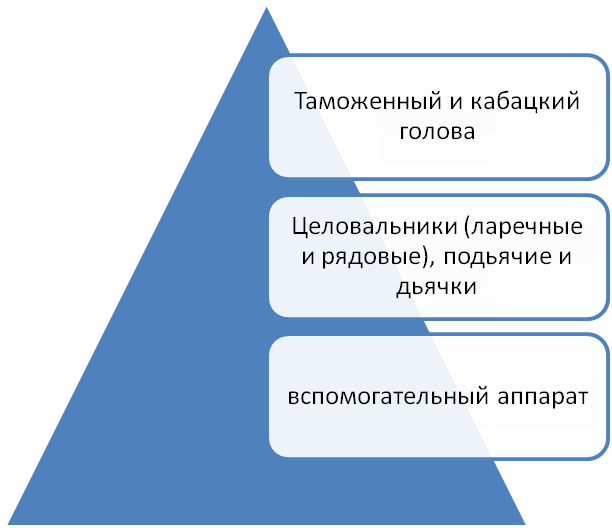 Таможенный и кабацкий
голова
Целовальники (ларечные
и рядовые), подьячие и
дьячки
вспомогательный аппарат